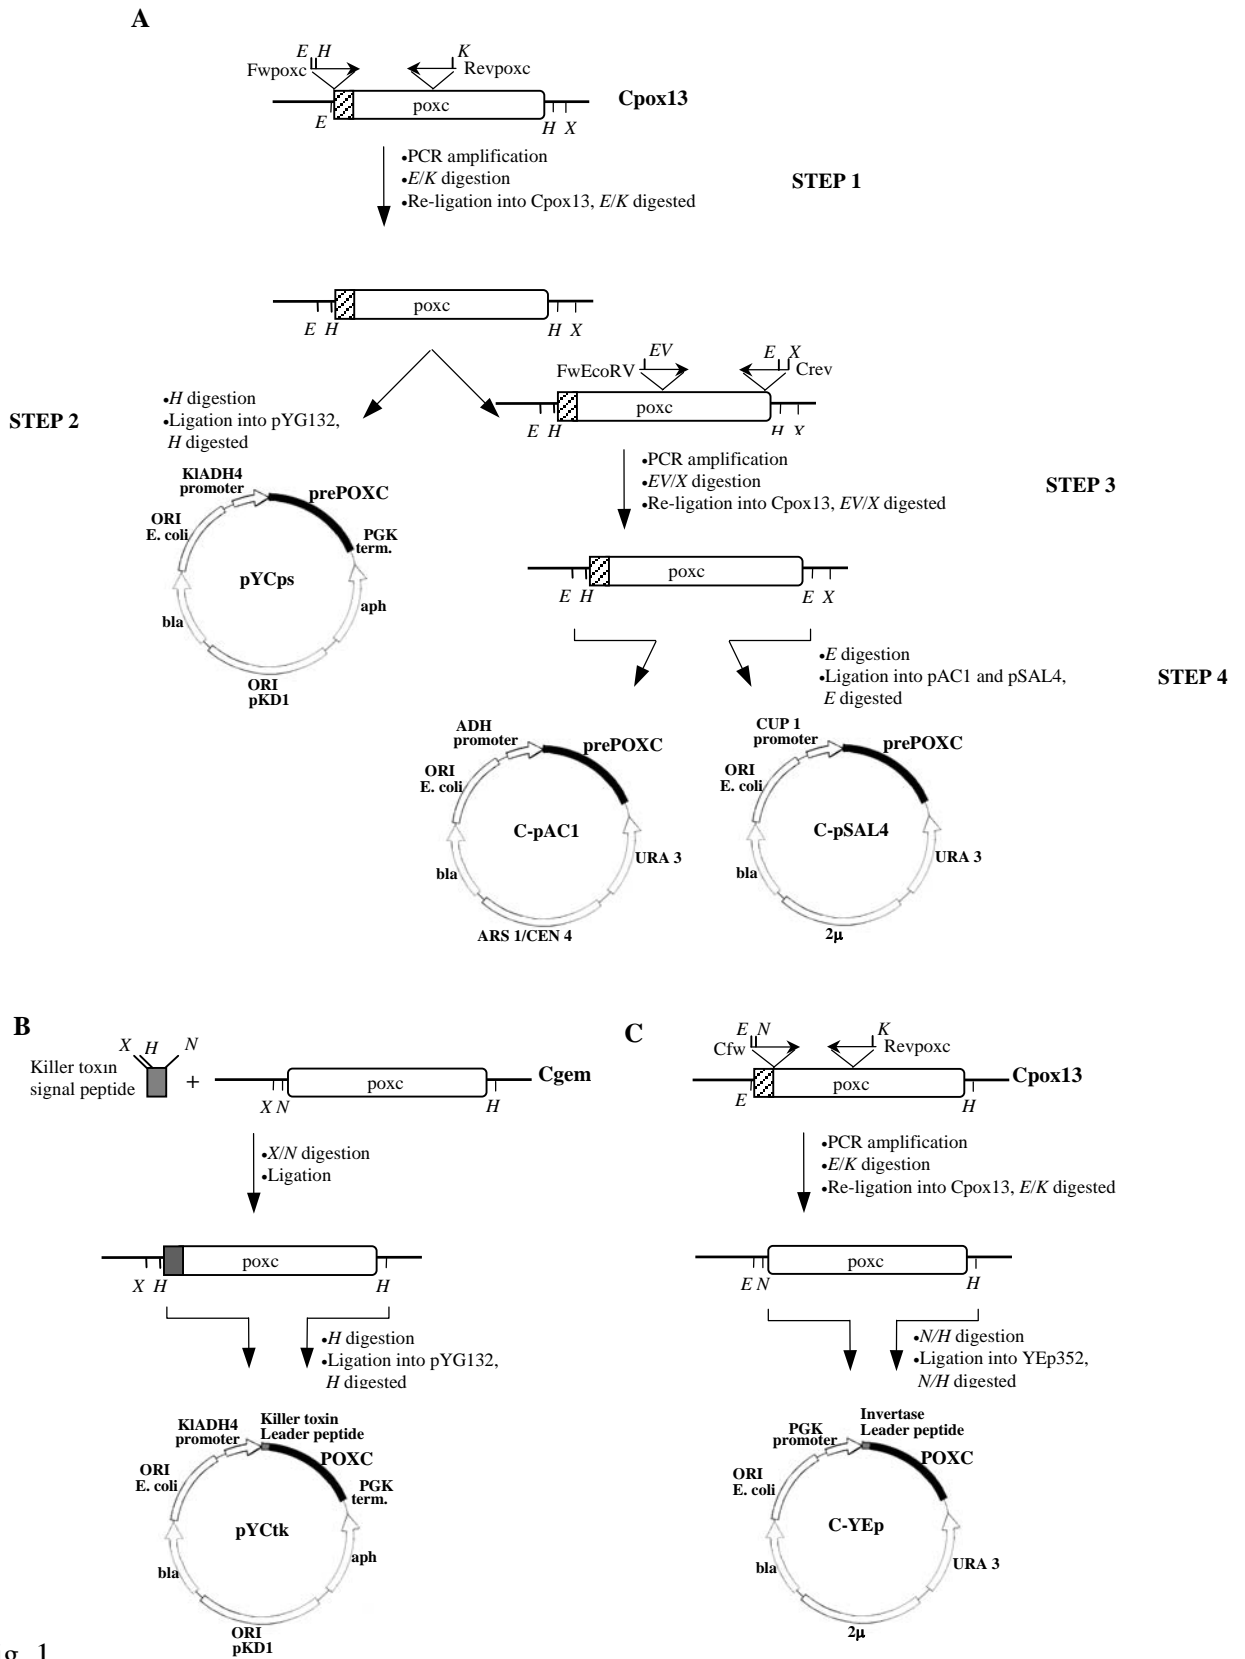 A
E H
K
Fwpoxc
Revpoxc
poxc
Cpox13
E
H X
•PCR amplification
•E/K digestion
•Re-ligation into Cpox13, E/K digested
STEP 1
poxc
E H
H X
EV
E X
FwEcoRV
Crev
poxc
E H
H X
STEP 2
•H digestion
•Ligation into pYG132,
H digested
•PCR amplification
•EV/X digestion
•Re-ligation into Cpox13, EV/X digested
STEP 3
KlADH4
promoter
prePOXC
ORI
E. coli
PGK
term.
pYCps
bla
aph
ORI
pKD1
poxc
E H
E X
•E digestion
•Ligation into pAC1 and pSAL4,
E digested
STEP 4
ADH
promoter
prePOXC
ORI
E. coli
C-pAC1
bla
URA 3
ARS 1/CEN 4
CUP 1
promoter
prePOXC
ORI
E. coli
C-pSAL4
bla
URA 3
2μ
B
X H N
Killer toxin
signal peptide
+
poxc
Cgem
X N
H
•X/N digestion
•Ligation
poxc
X H
H
•H digestion
•Ligation into pYG132,
H digested
KlADH4
promoter
Killer toxin
Leader peptide
POXC
ORI
E. coli
PGK
term.
pYCtk
bla
aph
ORI
pKD1
C
E N
K
Cfw
Revpoxc
poxc
Cpox13
E
H
•PCR amplification
•E/K digestion
•Re-ligation into Cpox13, E/K digested
poxc
E N
H
•N/H digestion
•Ligation into YEp352,
N/H digested
PGK
promoter
Invertase
Leader peptide
POXC
ORI
E. coli
C-YEp
bla
URA 3
2μ
g. 1